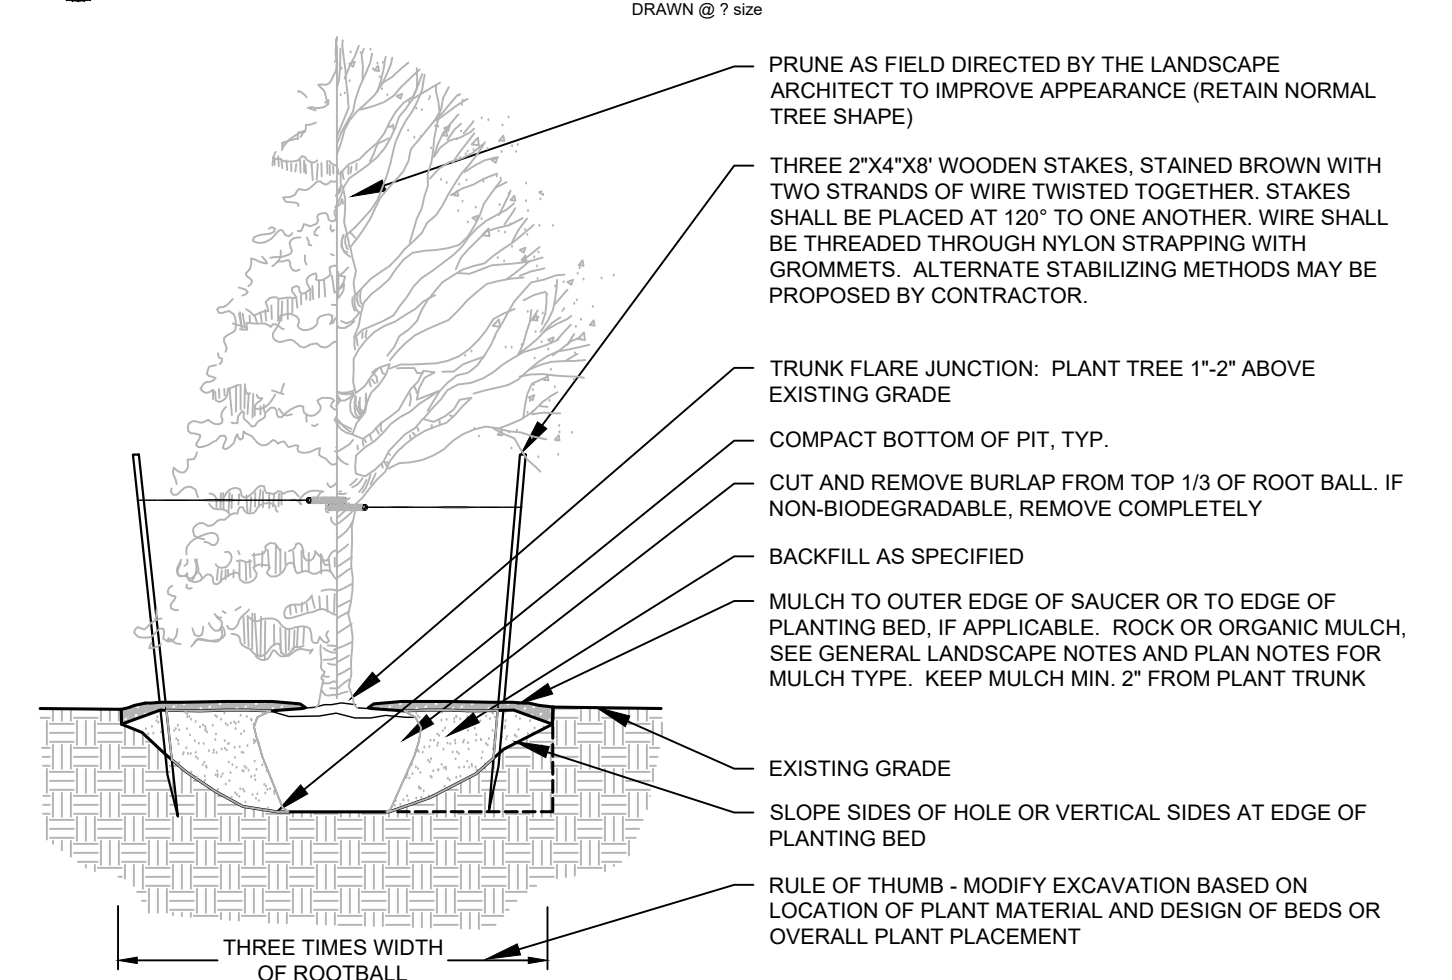 DRAWN @ ? size
PRUNE AS FIELD DIRECTED BY THE LANDSCAPE
ARCHITECT TO IMPROVE APPEARANCE (RETAIN NORMAL
TREE SHAPE)
THREE 2"X4"X8' WOODEN STAKES, STAINED BROWN WITH
TWO STRANDS OF WIRE TWISTED TOGETHER. STAKES
SHALL BE PLACED AT 120° TO ONE ANOTHER. WIRE SHALL
BE THREADED THROUGH NYLON STRAPPING WITH
GROMMETS. ALTERNATE STABILIZING METHODS MAY BE
PROPOSED BY CONTRACTOR.
TRUNK FLARE JUNCTION: PLANT TREE 1"-2" ABOVE
EXISTING GRADE
COMPACT BOTTOM OF PIT, TYP.
CUT AND REMOVE BURLAP FROM TOP 1/3 OF ROOT BALL. IF
NON-BIODEGRADABLE, REMOVE COMPLETELY
BACKFILL AS SPECIFIED
MULCH TO OUTER EDGE OF SAUCER OR TO EDGE OF
PLANTING BED, IF APPLICABLE. ROCK OR ORGANIC MULCH,
SEE GENERAL LANDSCAPE NOTES AND PLAN NOTES FOR
MULCH TYPE. KEEP MULCH MIN. 2" FROM PLANT TRUNK
EXISTING GRADE
SLOPE SIDES OF HOLE OR VERTICAL SIDES AT EDGE OF
PLANTING BED
RULE OF THUMB - MODIFY EXCAVATION BASED ON
LOCATION OF PLANT MATERIAL AND DESIGN OF BEDS OR
OVERALL PLANT PLACEMENT
THREE TIMES WIDTH
OF ROOTBALL